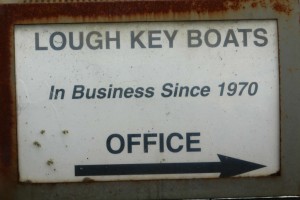 LOUGH KEY BOATS
In Business Since 1970
OFFICE